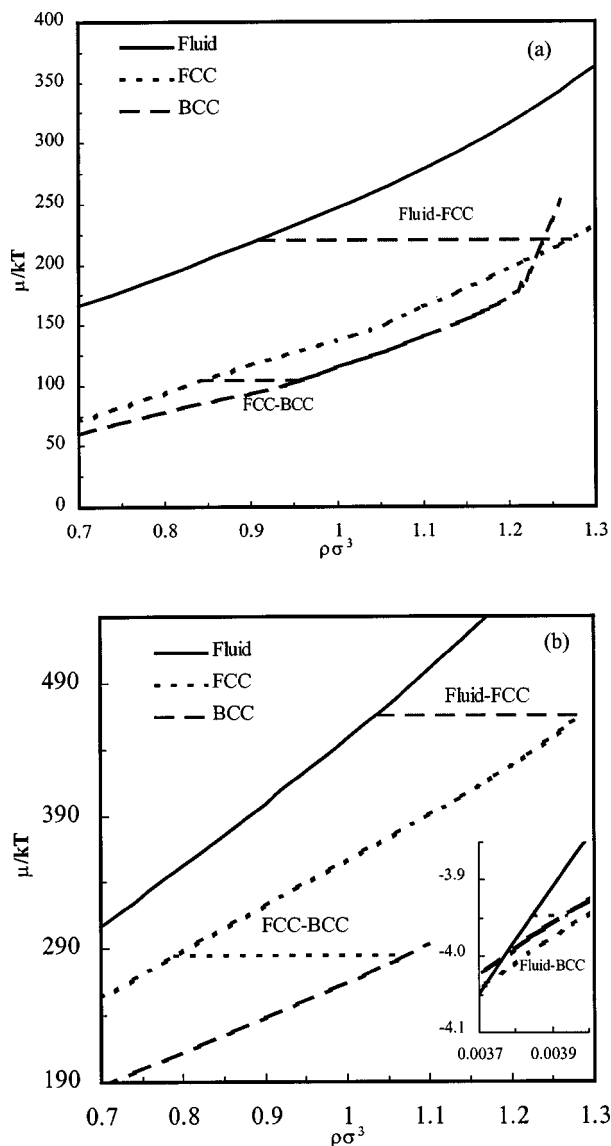 400
350
300
250
200
150
100
50
0
μ/kT
Fluid
FCC
BCC
(a)
Fluid-FCC
FCC-BCC
0.7 0.8 0.9 1 1.1 1.2 1.3
ρσ³
490
390
290
190
μ/kT
Fluid
FCC
BCC
(b)
Fluid-FCC
FCC-BCC
-3.9
-4.0
-4.1
Fluid-BCC
0.0037 0.0039
0.7 0.8 0.9 1 1.1 1.2 1.3
ρσ³